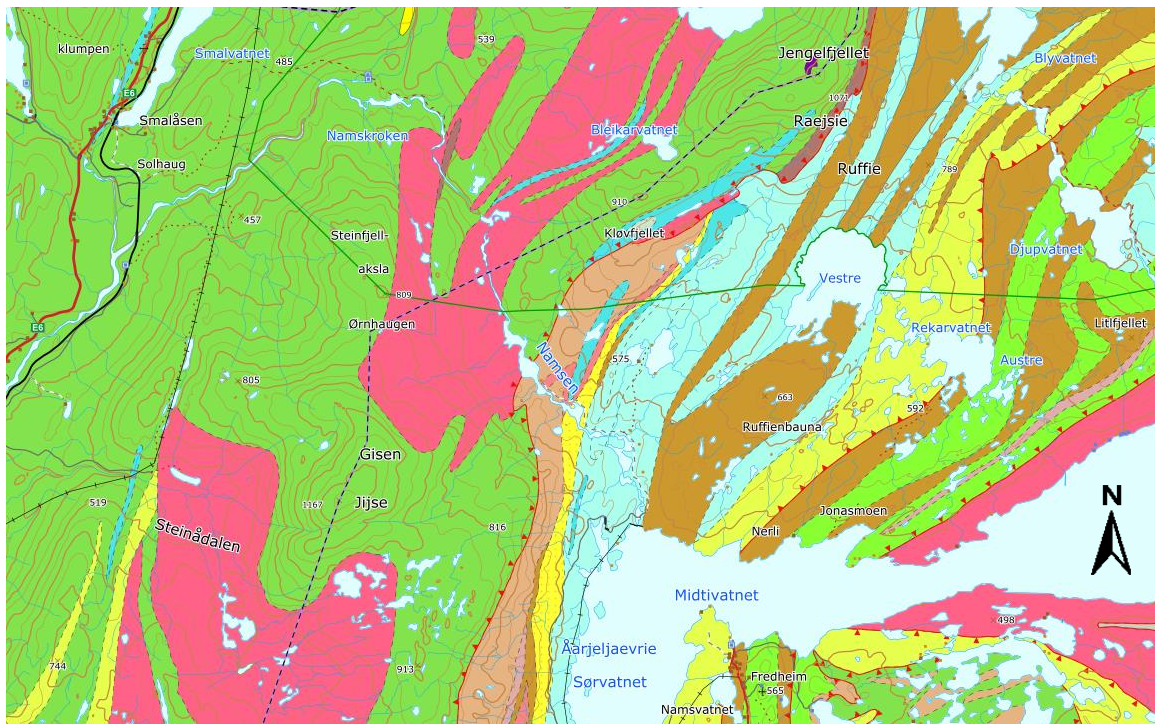 klumpen
Smalvatnet
485
539
Jengelfjellet
Blyvatnet
E6
Smalåsen
Namskroken
Bleikarvatnet
1071
Raejsie
Solhaug
Ruffie
789
910
457
Steinfjell-
aksla
Kløvfjellet
Djupvatnet
Vestre
809
Ørnhaugen
Rekarvatnet
Litlfjellet
E6
Namsen
575
Austre
805
663
592
Ruffienbauna
Gisen
1167
Jijse
519
Steinådalen
816
Jonasmoen
Nerli
N
Midtivatnet
498
Åarjeljaevrie
Sørvatnet
744
913
Fredheim
565
Namsvatnet